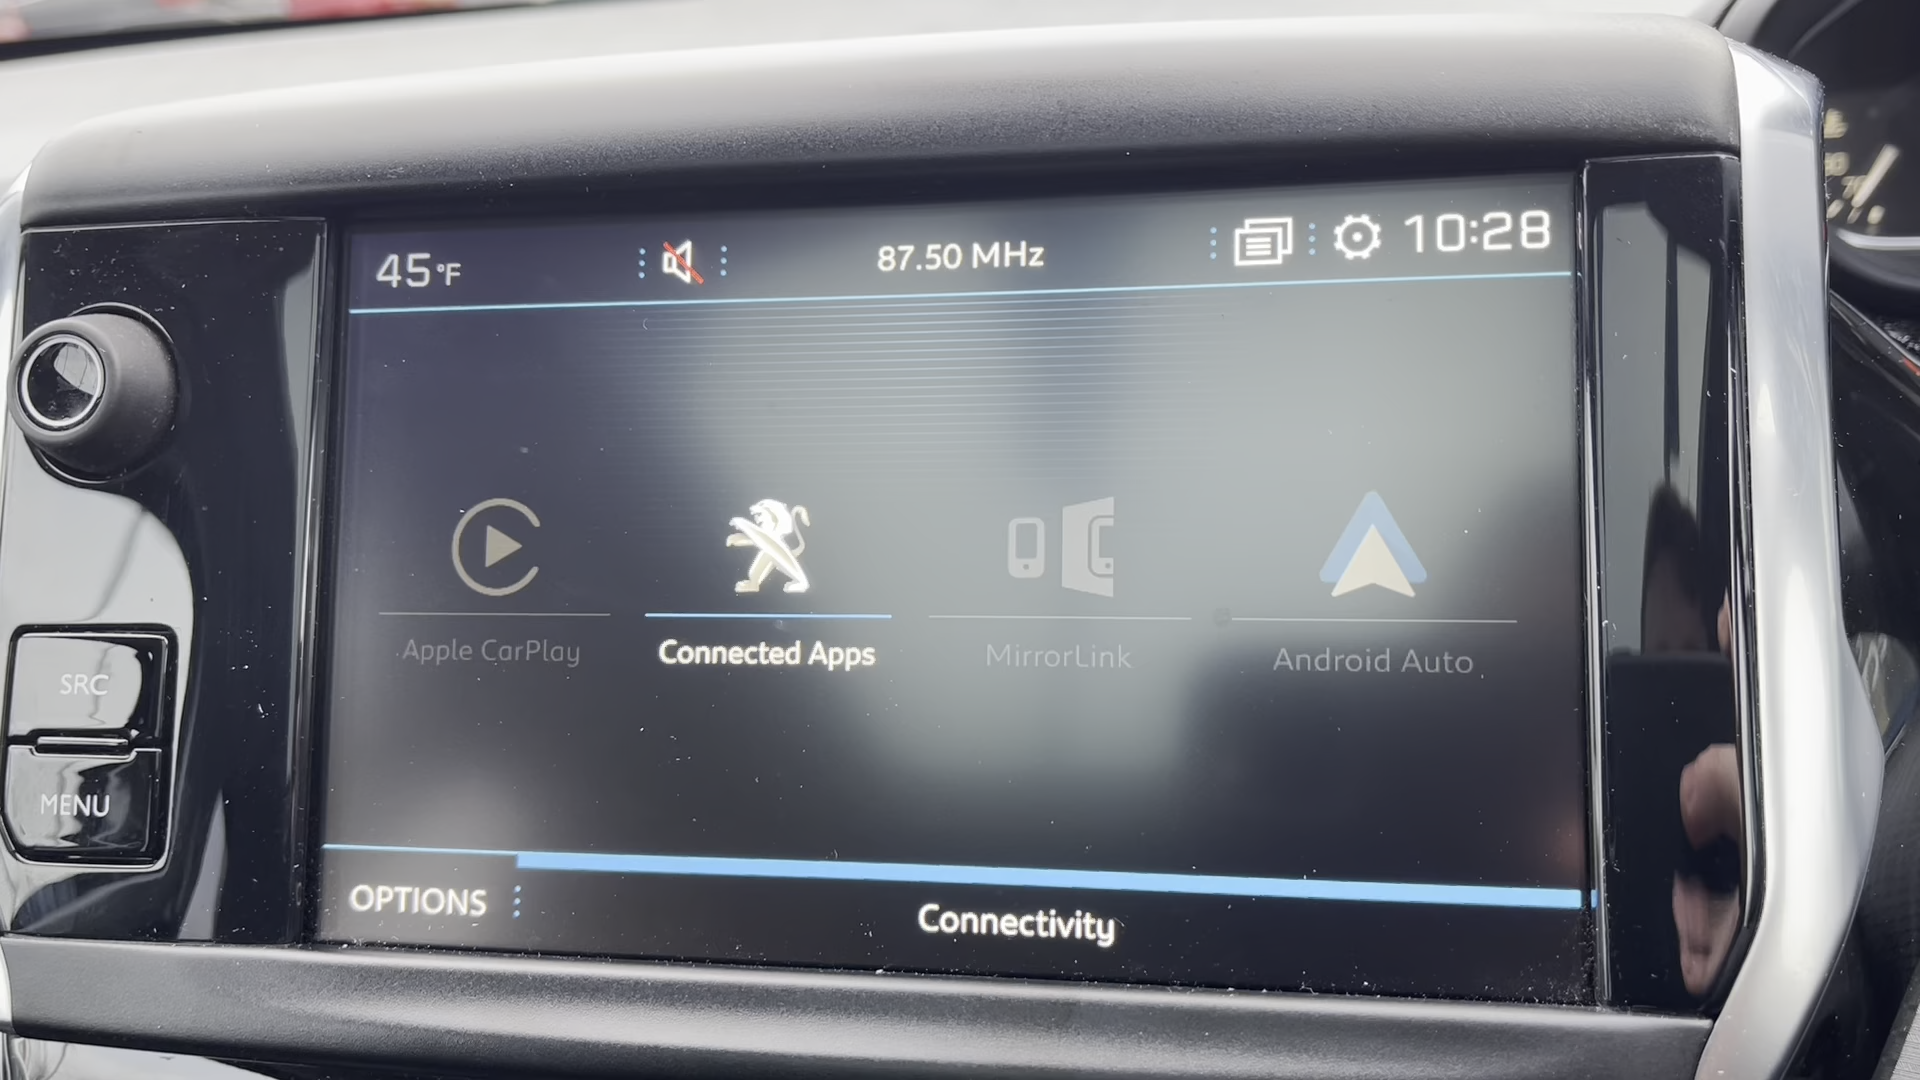 45°F
87.50 MHz
10:28
Apple CarPlay
Connected Apps
MirrorLink
Android Auto
SRC
MENU
OPTIONS
Connectivity